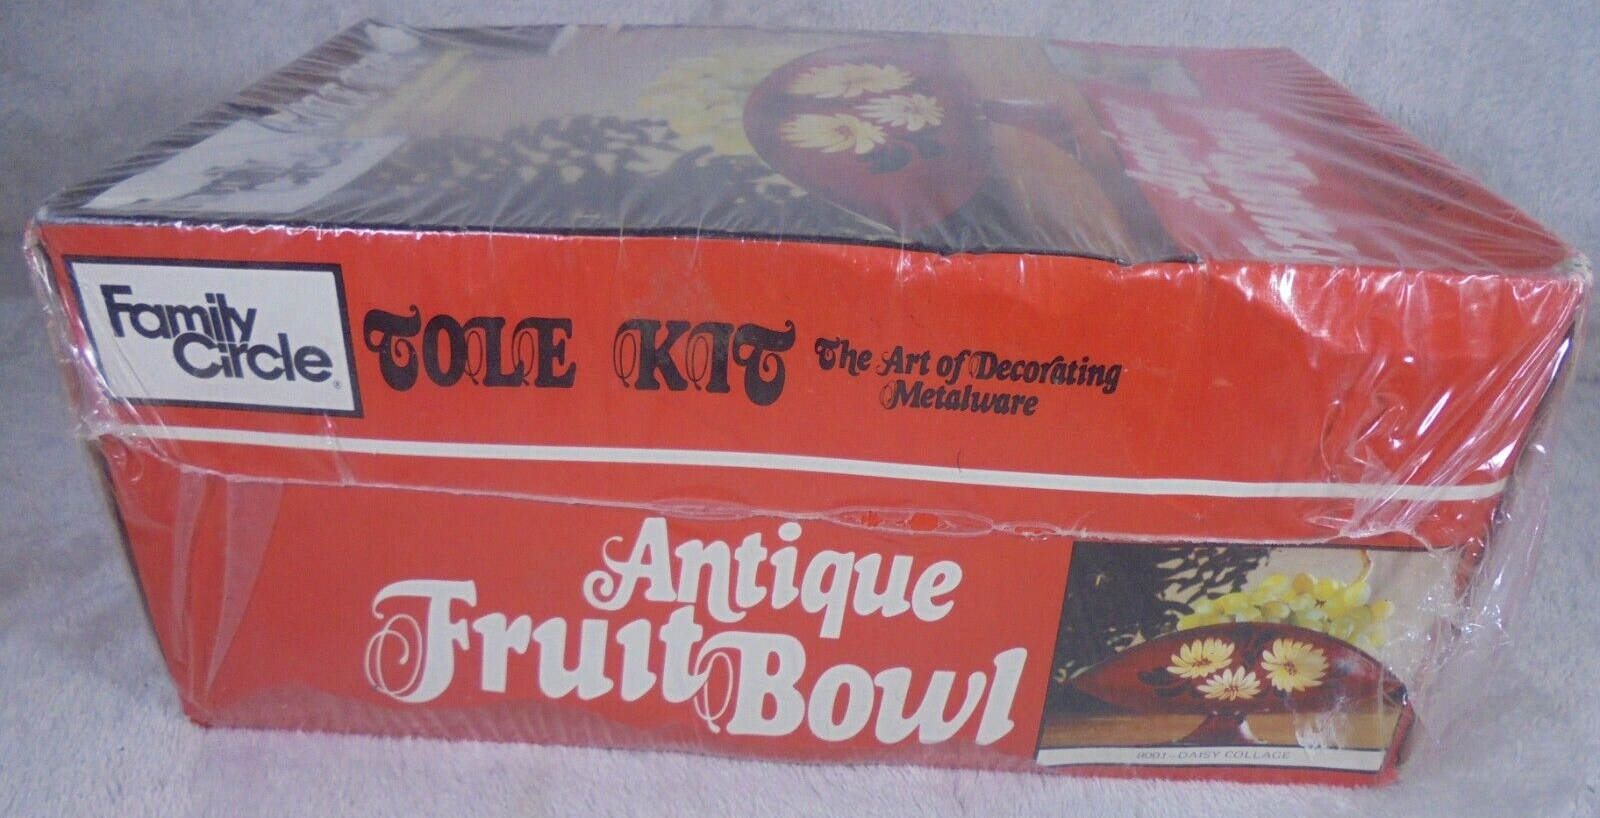 Family
Circle®
TOLE KIT
The Art of Decorating
Metalware
Antique
Fruit Bowl
8001-DAISY COLLAGE